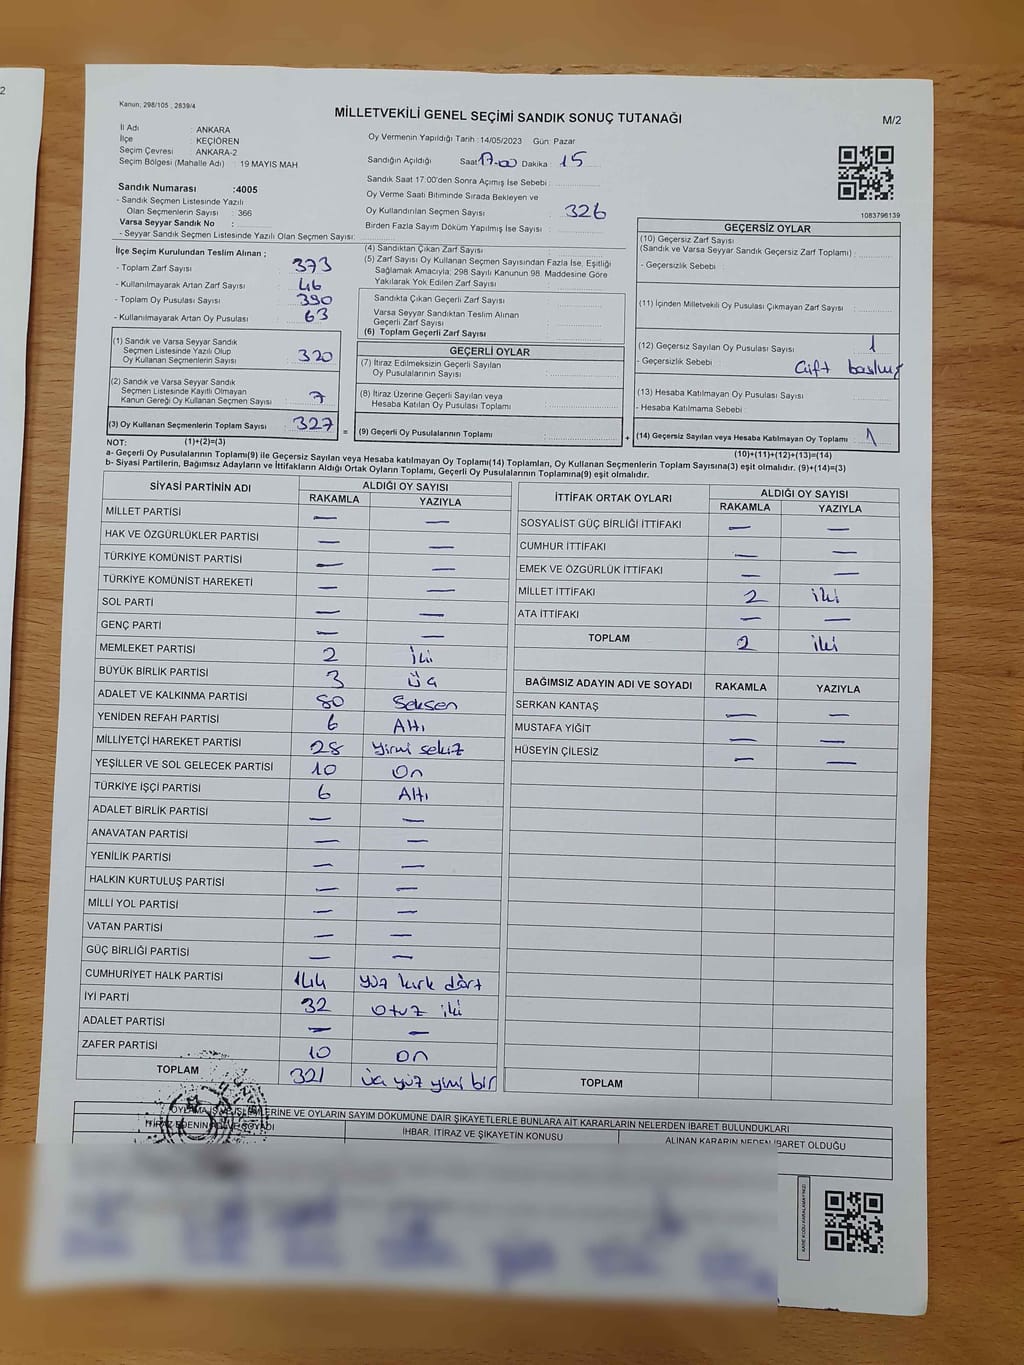 2
Kanun; 298/105 , 2839/4
MİLLETVEKİLİ GENEL SEÇİMİ SANDIK SONUÇ TUTANAĞI
M/2
İl Adı : ANKARA
İlçe : KEÇİÖREN
Seçim Çevresi : ANKARA-2
Seçim Bölgesi (Mahalle Adı) : 19 MAYIS MAH
Oy Vermenin Yapıldığı Tarih :14/05/2023 Gün: Pazar
Sandığın Açıldığı Saat 17.00 Dakika : 15
Sandık Saat 17:00'den Sonra Açımış İse Sebebi :
Oy Verme Saati Bitiminde Sırada Bekleyen ve
Oy Kullandırılan Seçmen Sayısı : 326
Birden Fazla Sayım Döküm Yapılmış İse Sayısı :
1083796139
Sandık Numarası :4005
- Sandık Seçmen Listesinde Yazılı
Olan Seçmenlerin Sayısı : 366
Varsa Seyyar Sandık No :
- Seyyar Sandık Seçmen Listesinde Yazılı Olan Seçmen Sayısı:
İlçe Seçim Kurulundan Teslim Alınan ;
- Toplam Zarf Sayısı : 373
- Kullanılmayarak Artan Zarf Sayısı : 46
- Toplam Oy Pusulası Sayısı : 390
- Kullanılmayarak Artan Oy Pusulası : 63
(1) Sandık ve Varsa Seyyar Sandık
Seçmen Listesinde Yazılı Olup
Oy Kullanan Seçmenlerin Sayısı : 320
(2) Sandık ve Varsa Seyyar Sandık
Seçmen Listesinde Kayıtlı Olmayan
Kanun Gereği Oy Kullanan Seçmen Sayısı : 7
(3) Oy Kullanan Seçmenlerin Toplam Sayısı : 327
(4) Sandıktan Çıkan Zarf Sayısı :
(5) Zarf Sayısı Oy Kullanan Seçmen Sayısından Fazla İse, Eşitliği
Sağlamak Amacıyla; 298 Sayılı Kanunun 98. Maddesine Göre
Yakılarak Yok Edilen Zarf Sayısı :
Sandıkta Çıkan Geçerli Zarf Sayısı :
Varsa Seyyar Sandıktan Teslim Alınan
Geçerli Zarf Sayısı :
(6) Toplam Geçerli Zarf Sayısı :
GEÇERLİ OYLAR
(7) İtiraz Edilmeksizin Geçerli Sayılan
Oy Pusulalarının Sayısı :
(8) İtiraz Üzerine Geçerli Sayılan veya
Hesaba Katılan Oy Pusulası Toplamı :
= (9) Geçerli Oy Pusulalarının Toplamı :
GEÇERSİZ OYLAR
(10) Geçersiz Zarf Sayısı
(Sandık ve Varsa Seyyar Sandık Geçersiz Zarf Toplamı) :
- Geçersizlik Sebebi :
(11) İçinden Milletvekili Oy Pusulası Çıkmayan Zarf Sayısı :
(12) Geçersiz Sayılan Oy Pusulası Sayısı : 1
- Geçersizlik Sebebi : Çift basılmış
(13) Hesaba Katılmayan Oy Pusulası Sayısı :
- Hesaba Katılmama Sebebi :
+ (14) Geçersiz Sayılan veya Hesaba Katılmayan Oy Toplamı : 1
NOT: (1)+(2)=(3)
(10)+(11)+(12)+(13)=(14)
a- Geçerli Oy Pusulalarının Toplamı(9) ile Geçersiz Sayılan veya Hesaba katılmayan Oy Toplamı(14) Toplamları, Oy Kullanan Seçmenlerin Toplam Sayısına(3) eşit olmalıdır. (9)+(14)=(3)
b- Siyasi Partilerin, Bağımsız Adayların ve İttifakların Aldığı Ortak Oyların Toplamı, Geçerli Oy Pusulalarının Toplamına(9) eşit olmalıdır.
SİYASİ PARTİNİN ADI ALDIĞI OY SAYISI
RAKAMLA YAZIYLA
MİLLET PARTİSİ — —
HAK VE ÖZGÜRLÜKLER PARTİSİ — —
TÜRKİYE KOMÜNİST PARTİSİ — —
TÜRKİYE KOMÜNİST HAREKETİ — —
SOL PARTİ — —
GENÇ PARTİ — —
MEMLEKET PARTİSİ 2 İki
BÜYÜK BİRLİK PARTİSİ 3 Üç
ADALET VE KALKINMA PARTİSİ 80 Seksen
YENİDEN REFAH PARTİSİ 6 Altı
MİLLİYETÇİ HAREKET PARTİSİ 28 yirmi sekiz
YEŞİLLER VE SOL GELECEK PARTİSİ 10 On
TÜRKİYE İŞÇİ PARTİSİ 6 Altı
ADALET BİRLİK PARTİSİ — —
ANAVATAN PARTİSİ — —
YENİLİK PARTİSİ — —
HALKIN KURTULUŞ PARTİSİ — —
MİLLİ YOL PARTİSİ — —
VATAN PARTİSİ — —
GÜÇ BİRLİĞİ PARTİSİ — —
CUMHURİYET HALK PARTİSİ 144 yüz kırk dört
İYİ PARTİ 32 otuz iki
ADALET PARTİSİ — —
ZAFER PARTİSİ 10 on
TOPLAM 321 üç yüz yirmi bir
İTTİFAK ORTAK OYLARI ALDIĞI OY SAYISI
RAKAMLA YAZIYLA
SOSYALİST GÜÇ BİRLİĞİ İTTİFAKI — —
CUMHUR İTTİFAKI — —
EMEK VE ÖZGÜRLÜK İTTİFAKI — —
MİLLET İTTİFAKI 2 iki
ATA İTTİFAKI — —
TOPLAM 2 iki
BAĞIMSIZ ADAYIN ADI VE SOYADI RAKAMLA YAZIYLA
SERKAN KANTAŞ — —
MUSTAFA YİĞİT — —
HÜSEYİN ÇİLESİZ — —
TOPLAM
OYLAMA İŞ VE İŞLEMLERİNE VE OYLARIN SAYIM DÖKÜMÜNE DAİR ŞİKAYETLERLE BUNLARA AİT KARARLARIN NELERDEN İBARET BULUNDUKLARI
İTİRAZ EDENİN ADI VE SOYADI İHBAR, İTİRAZ VE ŞİKAYETİN KONUSU ALINAN KARARIN NEDEN İBARET OLDUĞU